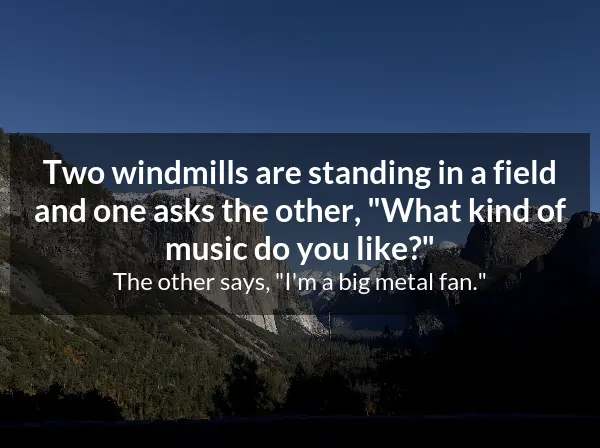 Two windmills are standing in a field
and one asks the other, "What kind of
music do you like?"
The other says, "I'm a big metal fan."